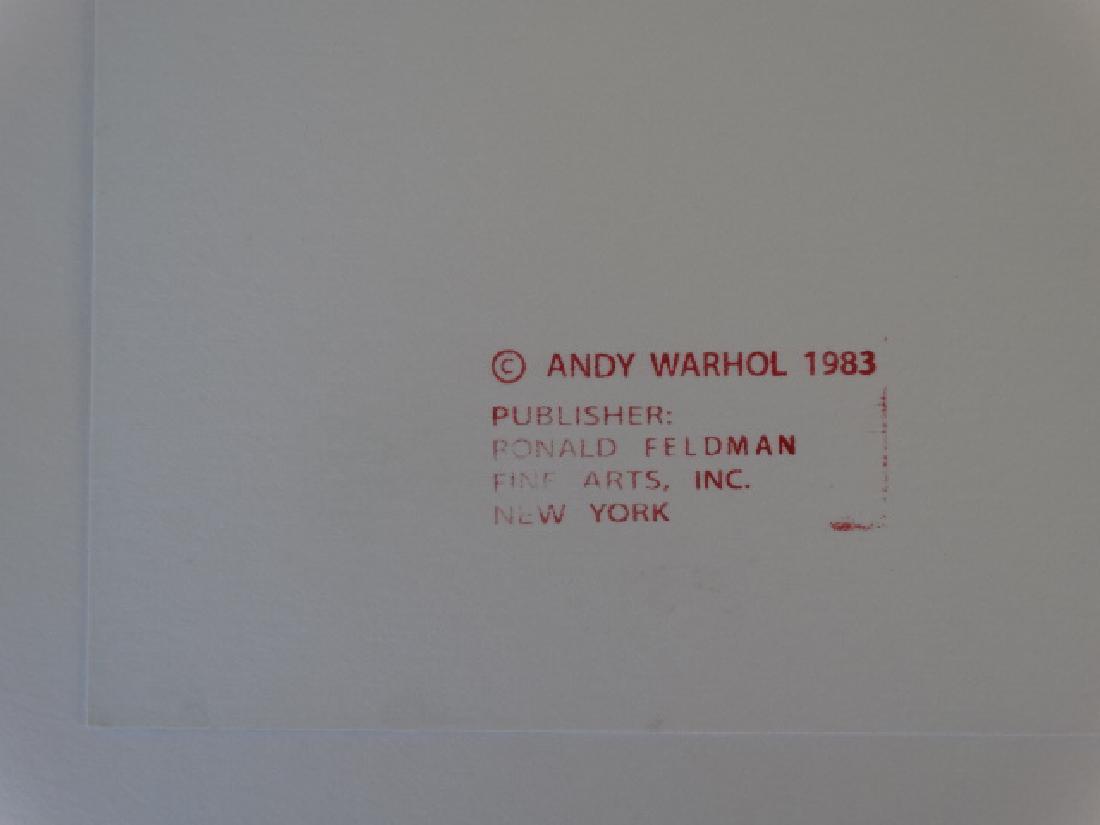 © ANDY WARHOL 1983
PUBLISHER:
RONALD FELDMAN
FINE ARTS, INC.
NEW YORK